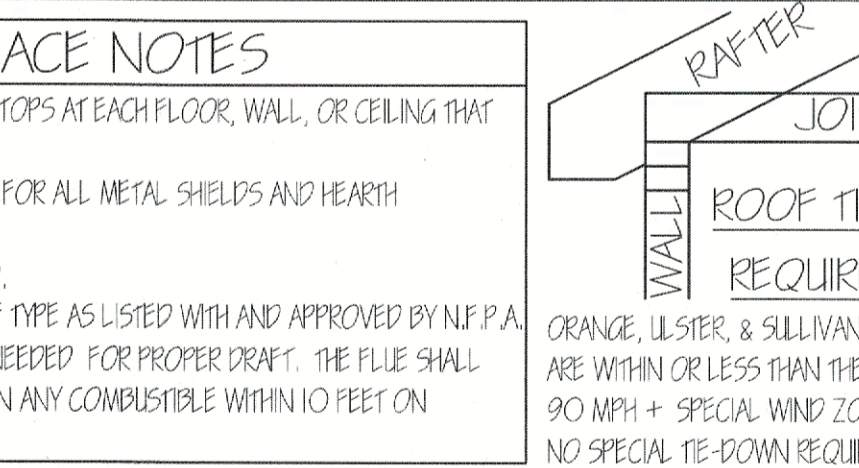 ACE NOTES
TOPS AT EACH FLOOR, WALL, OR CEILING THAT
FOR ALL METAL SHIELDS AND HEARTH
TYPE AS LISTED WITH AND APPROVED BY N.F.P.A.
NEEDED FOR PROPER DRAFT. THE FLUE SHALL
N ANY COMBUSTIBLE WITHIN 10 FEET ON
RAFTER
JOI
WALL
ROOF TI
REQUIR
ORANGE, ULSTER, & SULLIVAN
ARE WITHIN OR LESS THAN THE
90 MPH + SPECIAL WIND ZO
NO SPECIAL TIE-DOWN REQUI